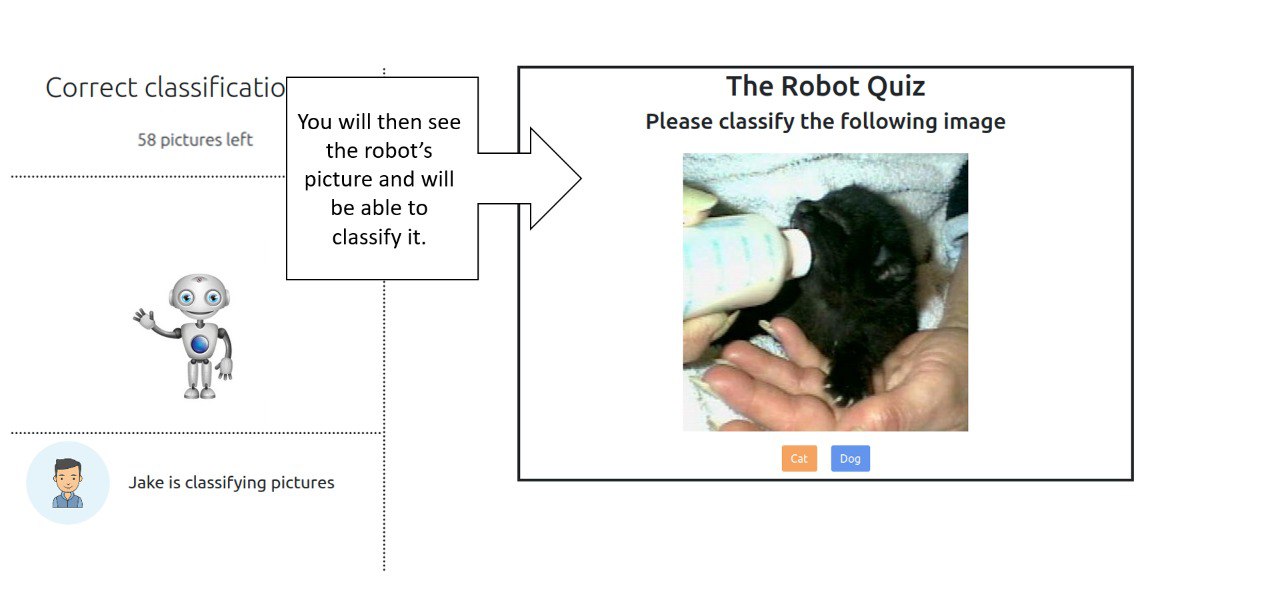 Correct classificatio
58 pictures left
You will then see
the robot's
picture and will
be able to
classify it.
Jake is classifying pictures
The Robot Quiz
Please classify the following image
Cat
Dog